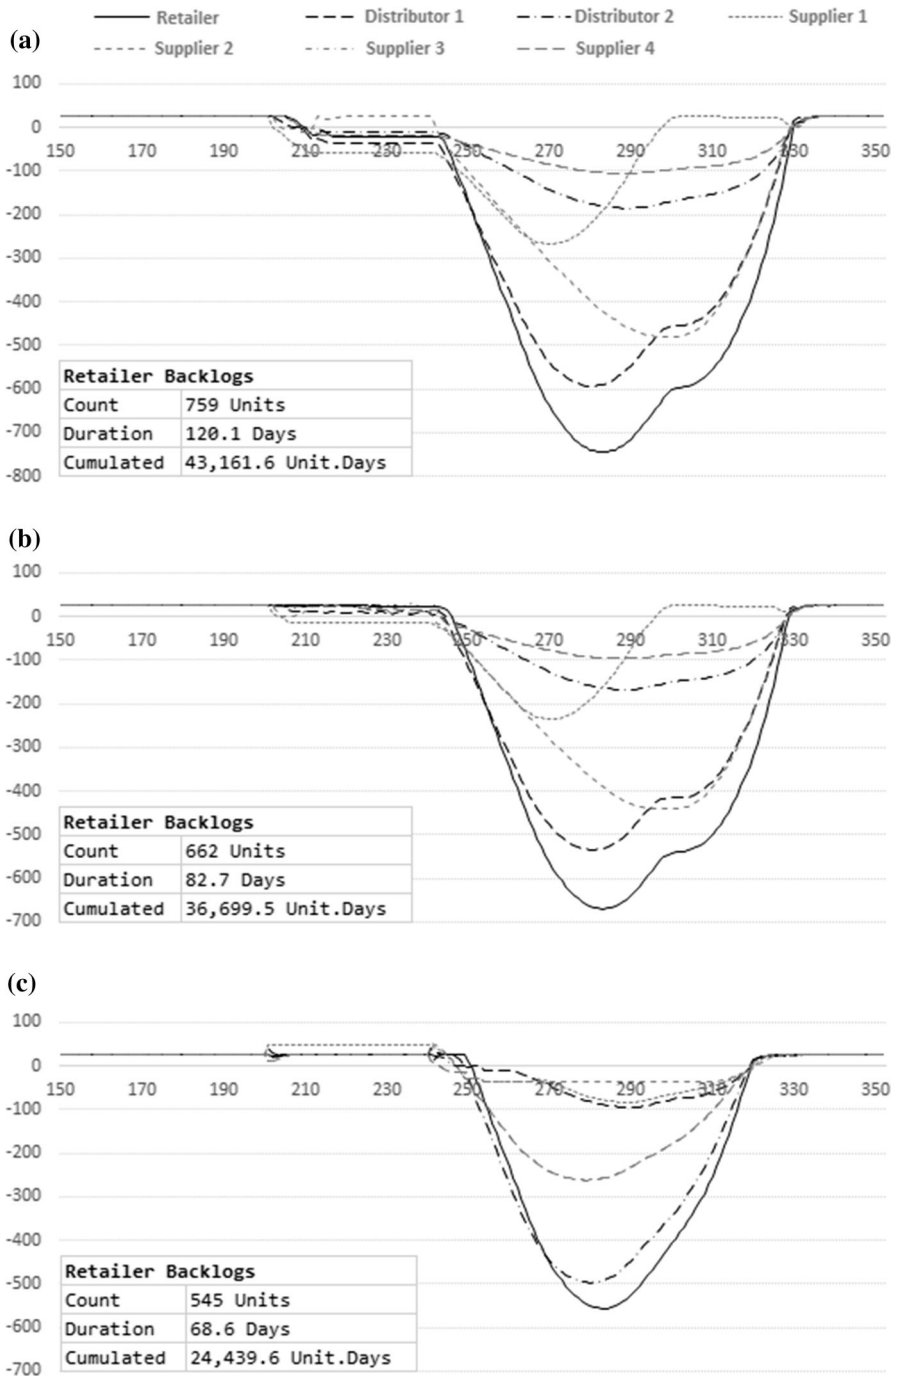 Retailer Distributor 1 Distributor 2 Supplier 1
(a)
Supplier 2 Supplier 3 Supplier 4
100
0
150 170 190 210 230 250 270 290 310 330 350
-100
-200
-300
-400
-500
-600
-700
-800
Retailer Backlogs
Count 759 Units
Duration 120.1 Days
Cumulated 43,161.6 Unit.Days
(b)
100
0
150 170 190 210 230 250 270 290 310 330 350
-100
-200
-300
-400
-500
-600
-700
Retailer Backlogs
Count 662 Units
Duration 82.7 Days
Cumulated 36,699.5 Unit.Days
(c)
100
0
150 170 190 210 230 250 270 290 310 330 350
-100
-200
-300
-400
-500
-600
-700
Retailer Backlogs
Count 545 Units
Duration 68.6 Days
Cumulated 24,439.6 Unit.Days